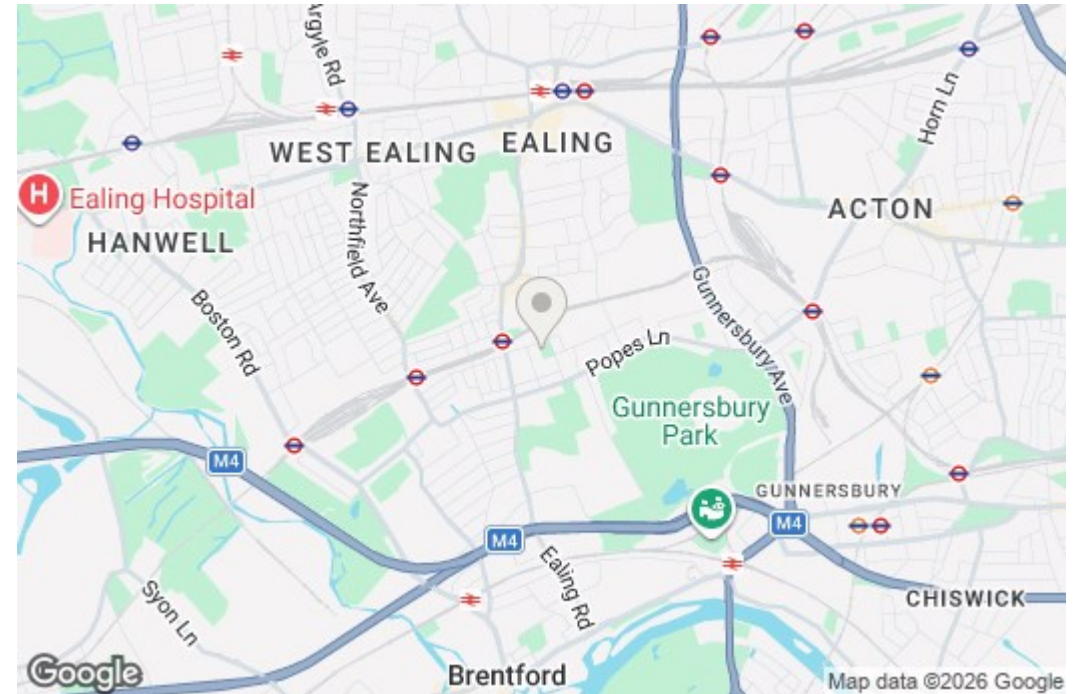 Argyle Rd
Horn Ln
WEST EALING
EALING
H
Ealing Hospital
ACTON
HANWELL
Northfield Ave
Gunnersbury Ave
Boston Rd
Popes Ln
Gunnersbury
Park
M4
GUNNERSBURY
M4
M4
Ealing Rd
Syon Ln
CHISWICK
Brentford
Google
Map data ©2026 Google